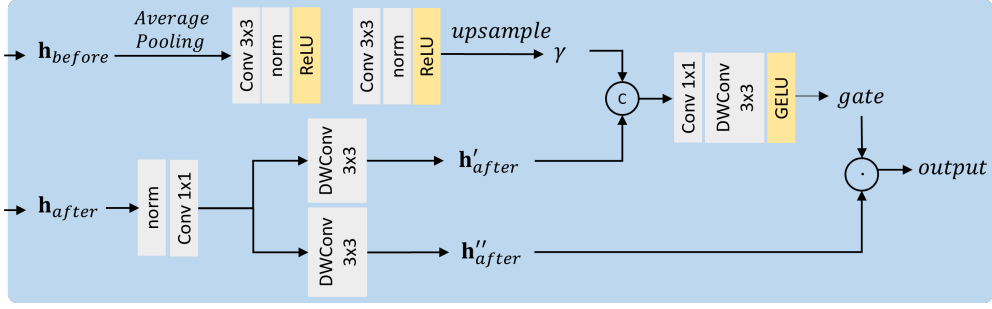 h_before
Average
Pooling
Conv 3x3
norm
ReLU
Conv 3x3
norm
ReLU
upsample
γ
C
Conv 1x1
DWConv
3x3
GELU
gate
h_after
norm
Conv 1x1
DWConv
3x3
h'_after
DWConv
3x3
h''_after
·
output